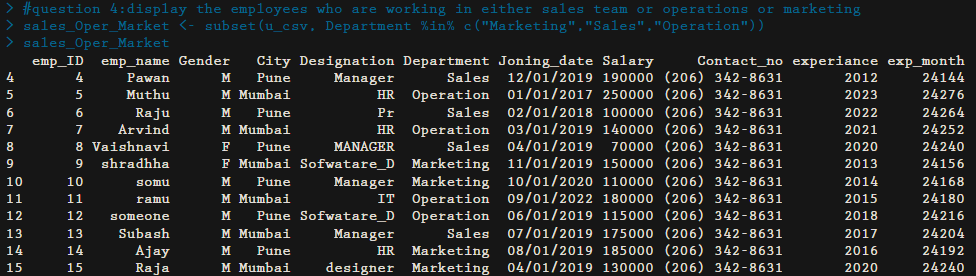 > #question 4:display the employees who are working in either sales team or operations or marketing
> sales_Oper_Market <- subset(u_csv, Department %in% c("Marketing","Sales","Operation"))
> sales_Oper_Market
emp_ID emp_name Gender City Designation Department Joning_date Salary Contact_no experiance exp_month
4 4 Pawan M Pune Manager Sales 12/01/2019 190000 (206) 342-8631 2012 24144
5 5 Muthu M Mumbai HR Operation 01/01/2017 250000 (206) 342-8631 2023 24276
6 6 Raju M Pune Pr Sales 02/01/2018 100000 (206) 342-8631 2022 24264
7 7 Arvind M Mumbai HR Operation 03/01/2019 140000 (206) 342-8631 2021 24252
8 8 Vaishnavi F Pune MANAGER Sales 04/01/2019 70000 (206) 342-8631 2020 24240
9 9 shradhha F Mumbai Sofwatare_D Marketing 11/01/2019 150000 (206) 342-8631 2013 24156
10 10 somu M Pune Manager Marketing 10/01/2020 110000 (206) 342-8631 2014 24168
11 11 ramu M Mumbai IT Operation 09/01/2022 180000 (206) 342-8631 2015 24180
12 12 someone M Pune Sofwatare_D Operation 06/01/2019 115000 (206) 342-8631 2018 24216
13 13 Subash M Mumbai Manager Sales 07/01/2019 175000 (206) 342-8631 2017 24204
14 14 Ajay M Pune HR Marketing 08/01/2019 185000 (206) 342-8631 2016 24192
15 15 Raja M Mumbai designer Marketing 04/01/2019 130000 (206) 342-8631 2020 24240